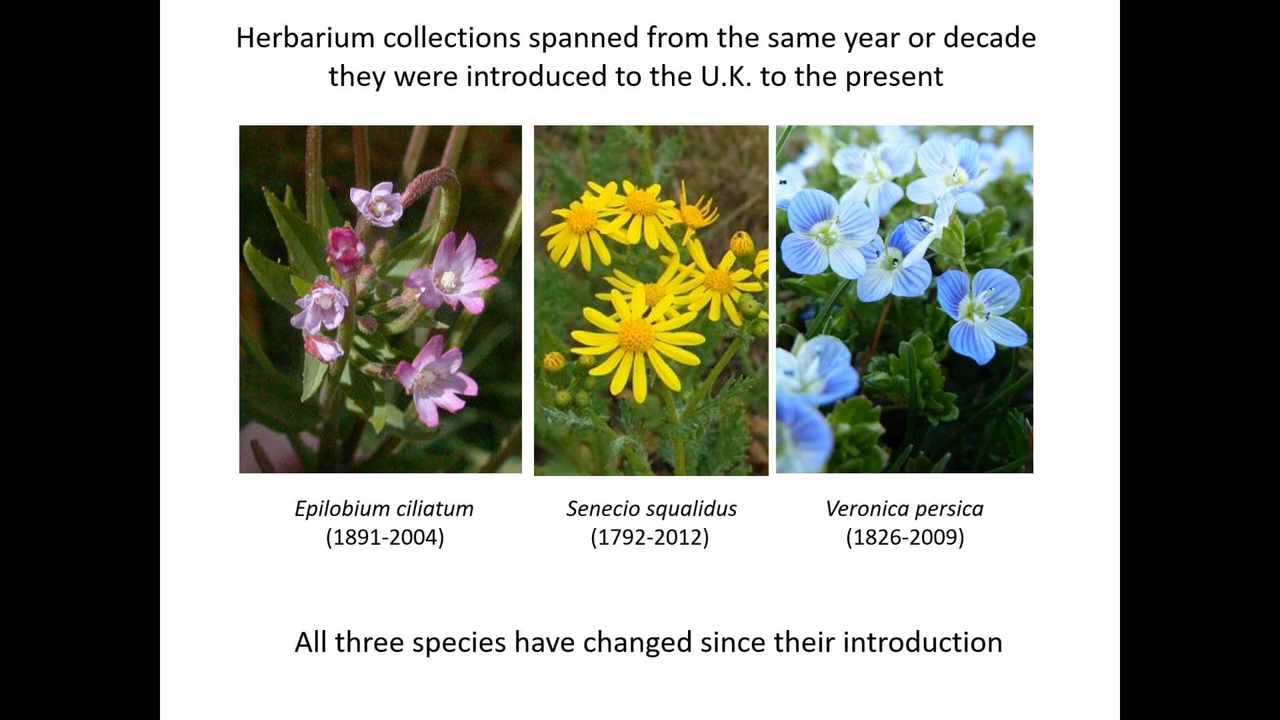 Herbarium collections spanned from the same year or decade
they were introduced to the U.K. to the present
Epilobium ciliatum
(1891-2004)
Senecio squalidus
(1792-2012)
Veronica persica
(1826-2009)
All three species have changed since their introduction